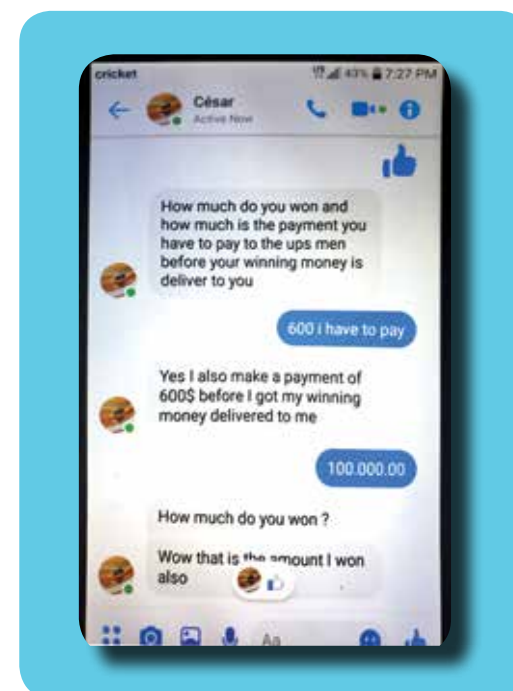 cricket 43% 7:27 PM
César
Active Now
How much do you won and
how much is the payment you
have to pay to the ups men
before your winning money is
deliver to you
600 i have to pay
Yes I also make a payment of
600$ before I got my winning
money delivered to me
100.000.00
How much do you won ?
Wow that is the amount I won
also
Aa